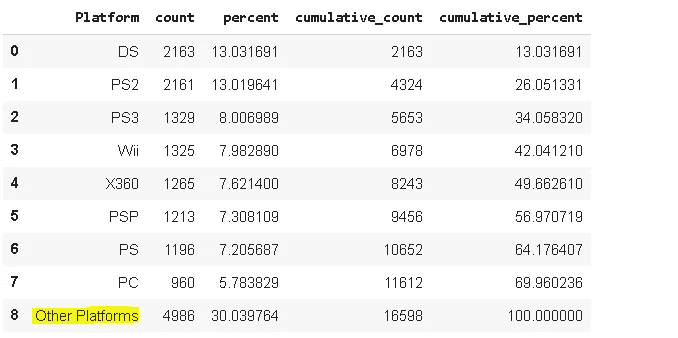 Platform count percent cumulative_count cumulative_percent
0 DS 2163 13.031691 2163 13.031691
1 PS2 2161 13.019641 4324 26.051331
2 PS3 1329 8.006989 5653 34.058320
3 Wii 1325 7.982890 6978 42.041210
4 X360 1265 7.621400 8243 49.662610
5 PSP 1213 7.308109 9456 56.970719
6 PS 1196 7.205687 10652 64.176407
7 PC 960 5.783829 11612 69.960236
8 Other Platforms 4986 30.039764 16598 100.000000